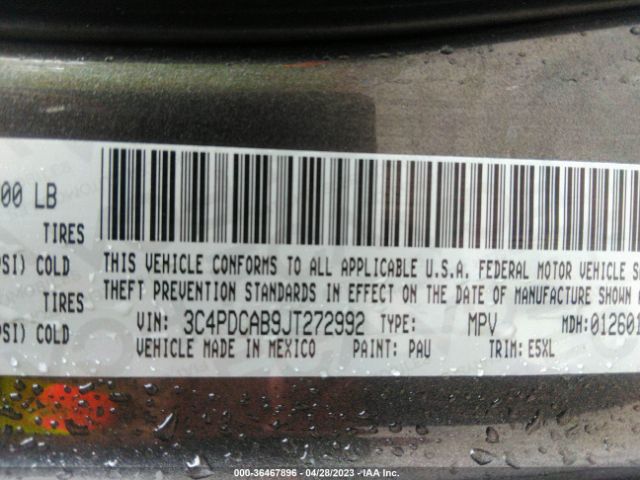 00 LB
TIRES
PSI) COLD
TIRES
PSI) COLD
THIS VEHICLE CONFORMS TO ALL APPLICABLE U.S.A. FEDERAL MOTOR VEHICLE S
THEFT PREVENTION STANDARDS IN EFFECT ON THE DATE OF MANUFACTURE SHOWN
VIN: 3C4PDCAB9JT272992 TYPE: MPV MDH:012601
VEHICLE MADE IN MEXICO PAINT: PAU TRIM: E5XL
000-36467896 - 04/28/2023 - IAA Inc.